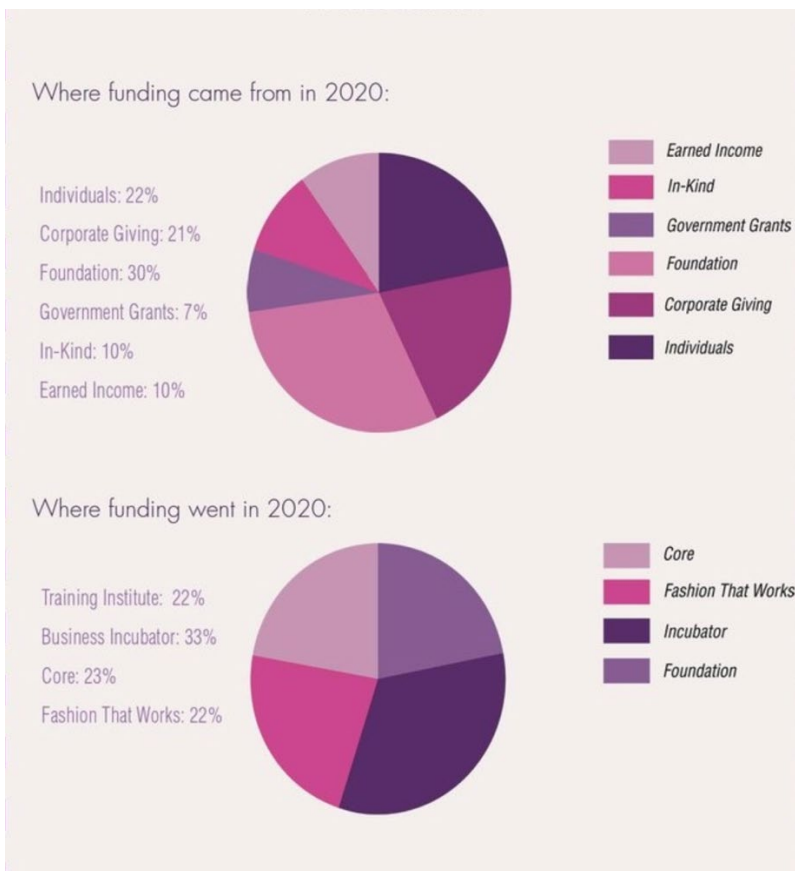 Where funding came from in 2020:
Individuals: 22%
Corporate Giving: 21%
Foundation: 30%
Government Grants: 7%
In-Kind: 10%
Earned Income: 10%
Earned Income
In-Kind
Government Grants
Foundation
Corporate Giving
Individuals
Where funding went in 2020:
Training Institute: 22%
Business Incubator: 33%
Core: 23%
Fashion That Works: 22%
Core
Fashion That Works
Incubator
Foundation